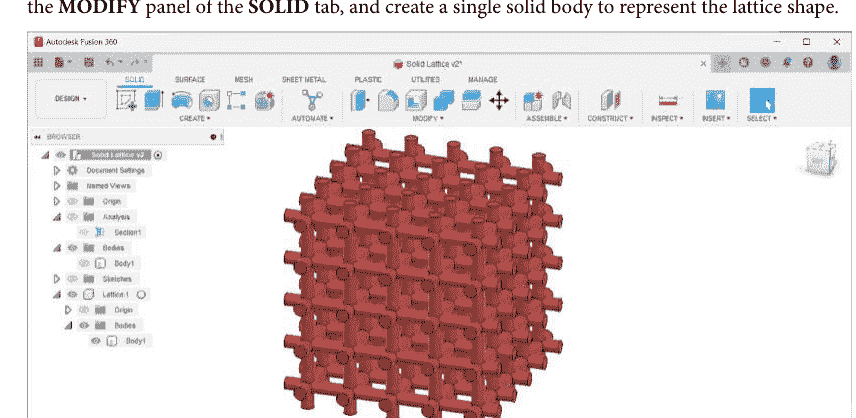 the MODIFY panel of the SOLID tab, and create a single solid body to represent the lattice shape.
Autodesk Fusion 360
Solid Lattice v2*
SOLID SURFACE MESH SHEET METAL PLASTIC UTILITIES MANAGE
DESIGN
CREATE AUTOMATE MODIFY ASSEMBLE CONSTRUCT INSPECT INSERT SELECT
BROWSER
Solid Lattice v2
Document Settings
Named Views
Origin
Analysis
Section1
Bodies
Body1
Sketches
Lattice:1
Origin
Bodies
Body1